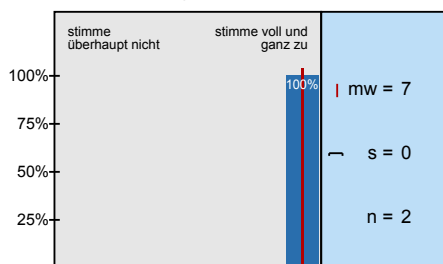 stimme
überhaupt nicht
stimme voll und
ganz zu
100%
75%
50%
25%
100%
mw = 7
s = 0
n = 2